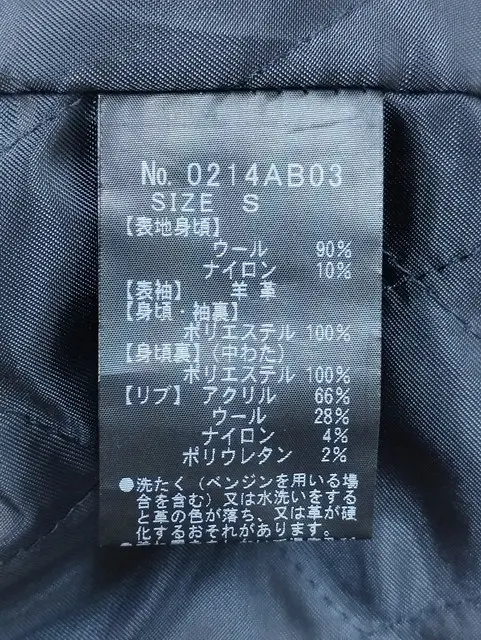 No. 0214AB03
SIZE S
【表地身頃】
ウール 90%
ナイロン 10%
【表袖】 羊革
【身頃・袖裏】
ポリエステル 100%
【身頃裏】(中わた)
ポリエステル 100%
【リブ】 アクリル 66%
ウール 28%
ナイロン 4%
ポリウレタン 2%
●洗たく(ベンジンを用いる場
合を含む)又は水洗いをする
と革の色が落ち、又は革が硬
化するおそれがあります。